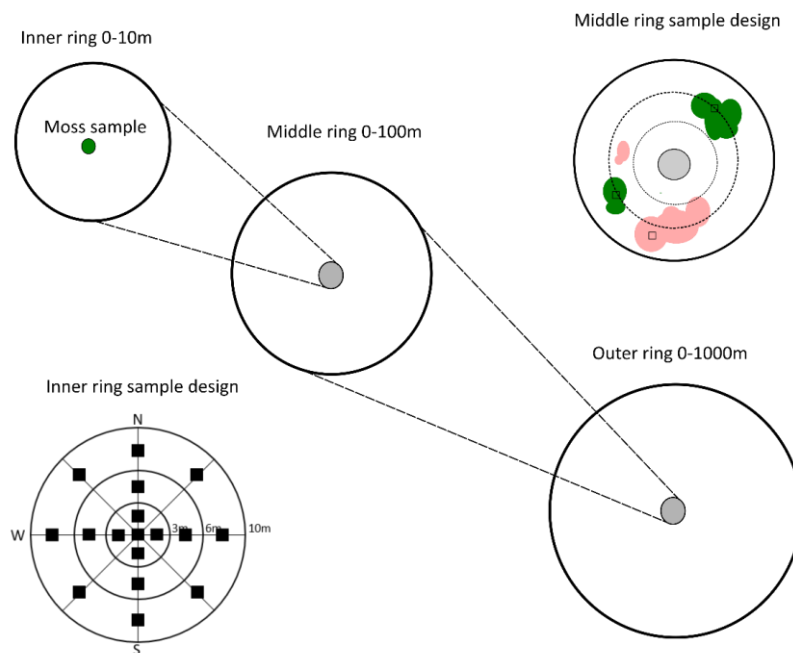 Inner ring 0-10m
Moss sample
Middle ring 0-100m
Middle ring sample design
Outer ring 0-1000m
Inner ring sample design
N
W
3m
6m
10m
S